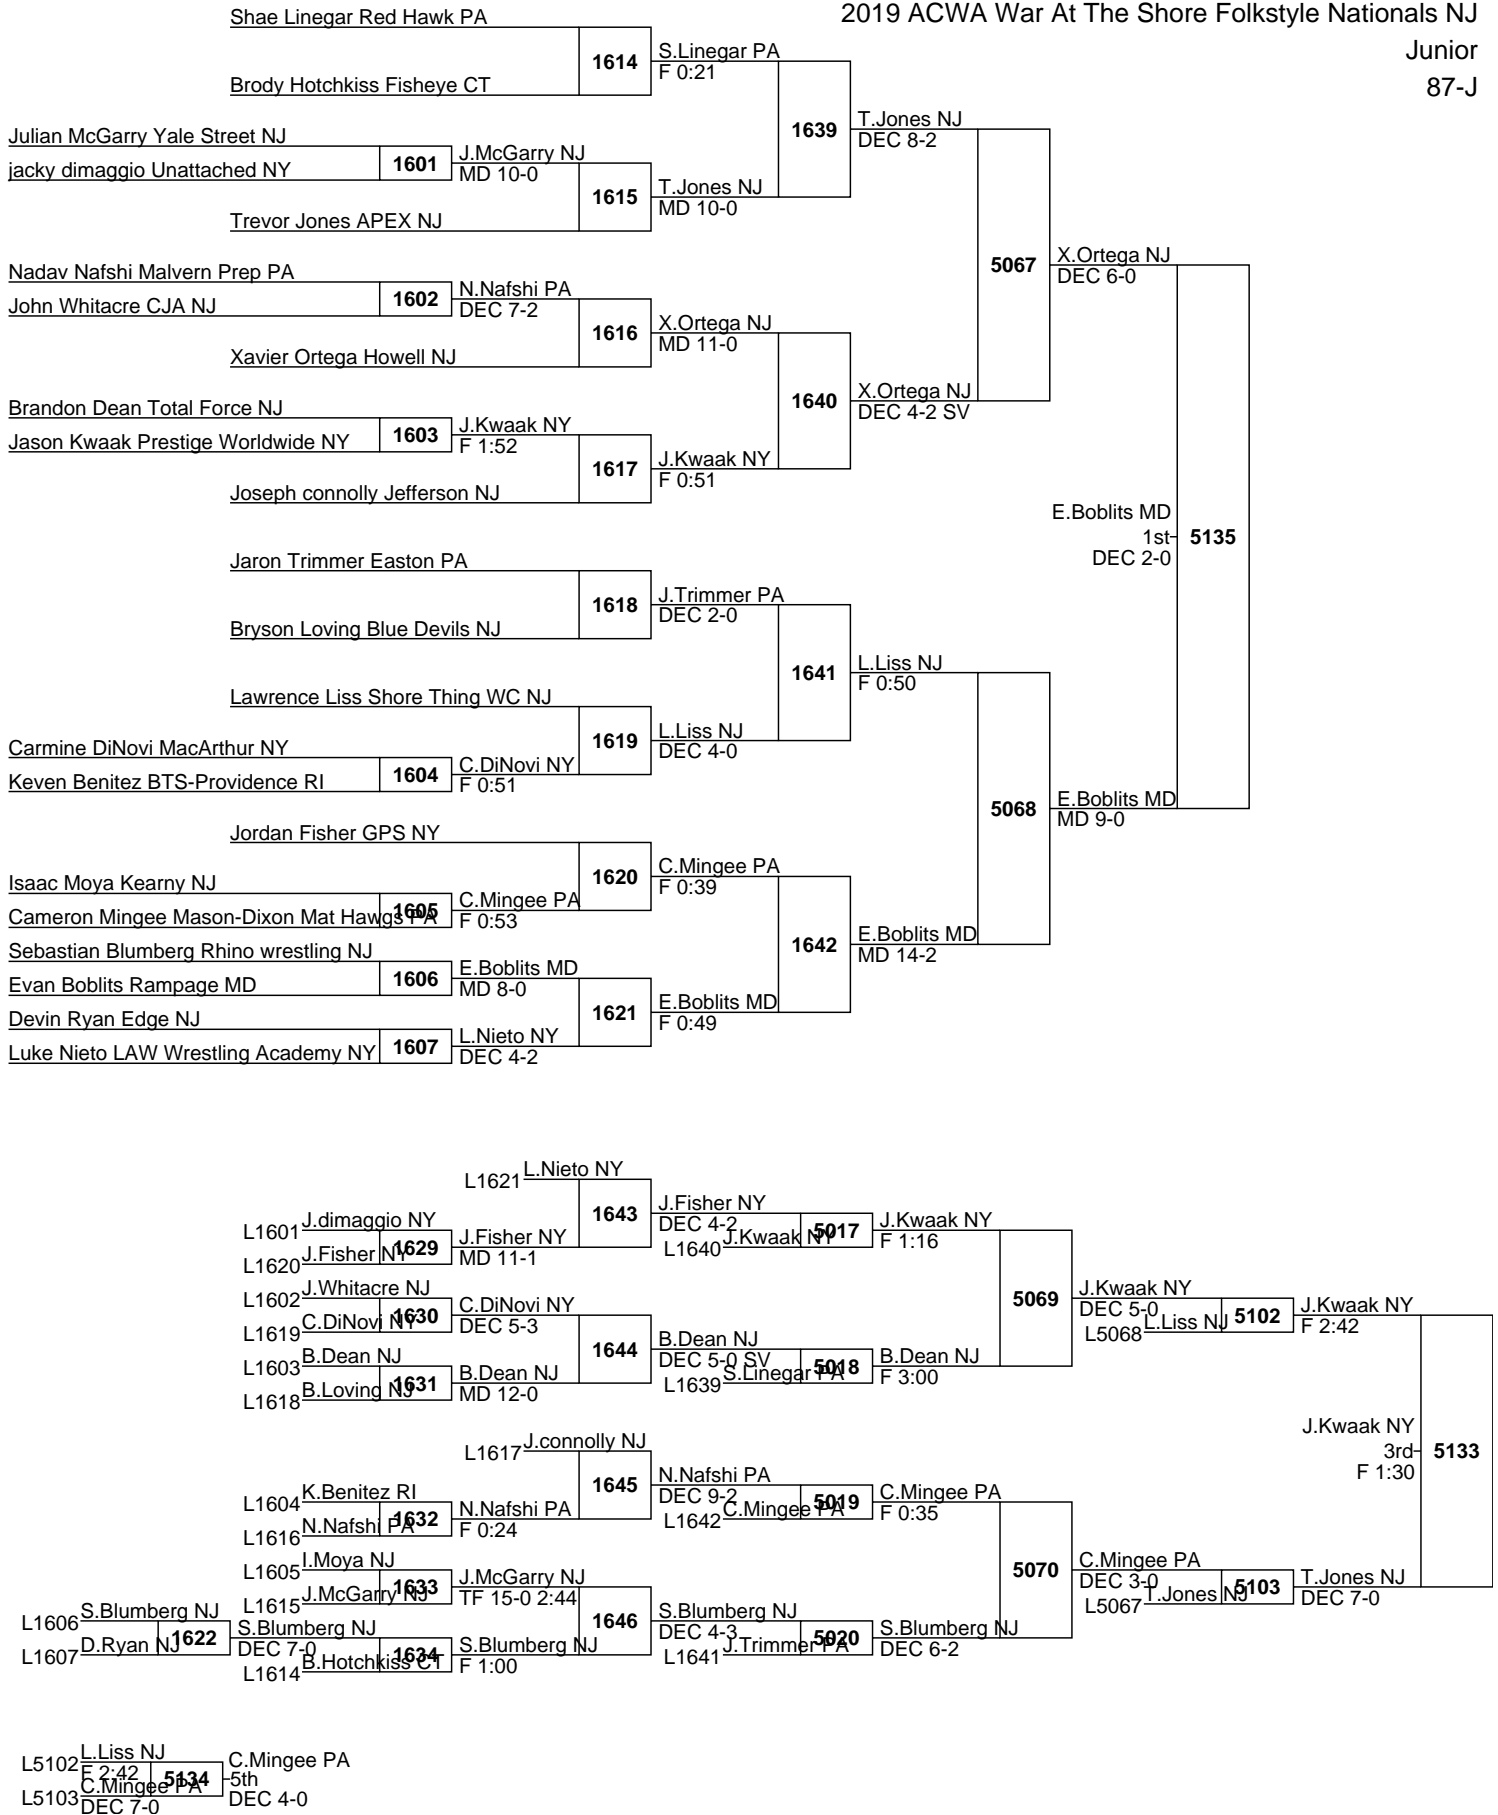 2019 ACWA War At The Shore Folkstyle Nationals NJ
Junior
87-J
Shae Linegar Red Hawk PA
1614
S.Linegar PA
F 0:21
Brody Hotchkiss Fisheye CT
1639
T.Jones NJ
DEC 8-2
Julian McGarry Yale Street NJ
1601
J.McGarry NJ
MD 10-0
jacky dimaggio Unattached NY
1615
T.Jones NJ
MD 10-0
Trevor Jones APEX NJ
5067
X.Ortega NJ
DEC 6-0
Nadav Nafshi Malvern Prep PA
1602
N.Nafshi PA
DEC 7-2
John Whitacre CJA NJ
1616
X.Ortega NJ
MD 11-0
Xavier Ortega Howell NJ
1640
X.Ortega NJ
DEC 4-2 SV
Brandon Dean Total Force NJ
1603
J.Kwaak NY
F 1:52
Jason Kwaak Prestige Worldwide NY
1617
J.Kwaak NY
F 0:51
Joseph connolly Jefferson NJ
E.Boblits MD
1st
5135
DEC 2-0
Jaron Trimmer Easton PA
1618
J.Trimmer PA
DEC 2-0
Bryson Loving Blue Devils NJ
1641
L.Liss NJ
F 0:50
Lawrence Liss Shore Thing WC NJ
1619
L.Liss NJ
DEC 4-0
Carmine DiNovi MacArthur NY
1604
C.DiNovi NY
F 0:51
Keven Benitez BTS-Providence RI
5068
E.Boblits MD
MD 9-0
Jordan Fisher GPS NY
1620
C.Mingee PA
F 0:39
Isaac Moya Kearny NJ
1605
C.Mingee PA
F 0:53
Cameron Mingee Mason-Dixon Mat Hawgs PA
1642
E.Boblits MD
MD 14-2
Sebastian Blumberg Rhino wrestling NJ
1606
E.Boblits MD
MD 8-0
Evan Boblits Rampage MD
1621
E.Boblits MD
F 0:49
Devin Ryan Edge NJ
1607
L.Nieto NY
DEC 4-2
Luke Nieto LAW Wrestling Academy NY
L1621
L.Nieto NY
1643
J.Fisher NY
DEC 4-2
L1601
J.dimaggio NY
1629
J.Fisher NY
MD 11-1
L1620
J.Fisher NY
L1640
J.Kwaak NY
5017
J.Kwaak NY
F 1:16
L1602
J.Whitacre NJ
1630
C.DiNovi NY
DEC 5-3
L1619
C.DiNovi NY
5069
J.Kwaak NY
DEC 5-0
L5068
L.Liss NJ
5102
J.Kwaak NY
F 2:42
1644
B.Dean NJ
DEC 5-0 SV
L1603
B.Dean NJ
1631
B.Dean NJ
MD 12-0
L1618
B.Loving NJ
L1639
S.Linegar PA
5018
B.Dean NJ
F 3:00
J.Kwaak NY
3rd
5133
F 1:30
L1617
J.connolly NJ
1645
N.Nafshi PA
DEC 9-2
L1604
K.Benitez RI
1632
N.Nafshi PA
F 0:24
L1616
N.Nafshi PA
L1642
C.Mingee PA
5019
C.Mingee PA
F 0:35
L1605
I.Moya NJ
1633
J.McGarry NJ
TF 15-0 2:44
L1615
J.McGarry NJ
5070
C.Mingee PA
DEC 3-0
L5067
T.Jones NJ
5103
T.Jones NJ
DEC 7-0
L1606
S.Blumberg NJ
1622
S.Blumberg NJ
DEC 7-0
L1607
D.Ryan NJ
1646
S.Blumberg NJ
DEC 4-3
L1614
B.Hotchkiss CT
1634
S.Blumberg NJ
F 1:00
L1641
J.Trimmer PA
5020
S.Blumberg NJ
DEC 6-2
L5102
L.Liss NJ
F 2:42
5134
C.Mingee PA
5th
DEC 4-0
L5103
C.Mingee PA
DEC 7-0